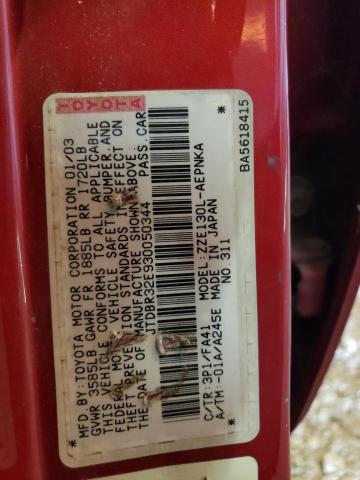 TOYOTA
*MFD.BY:TOYOTA MOTOR CORPORATION 01/03
GVWR 3585LB GAWR FR 1885LB RR 1720LB
THIS VEHICLE CONFORMS TO ALL APPLICABLE
FEDERAL MOTOR VEHICLE SAFETY, BUMPER, AND
THEFT PREVENTION STANDARDS IN EFFECT ON
THE DATE OF MANUFACTURE SHOWN ABOVE.
JTDBR32E930050344 PASS.CAR
C/TR:3P1/FA41 MODEL:ZZE130L-AEPNKA
A/TM:-01A/A245E MADE IN JAPAN
NO.311
BA5618415